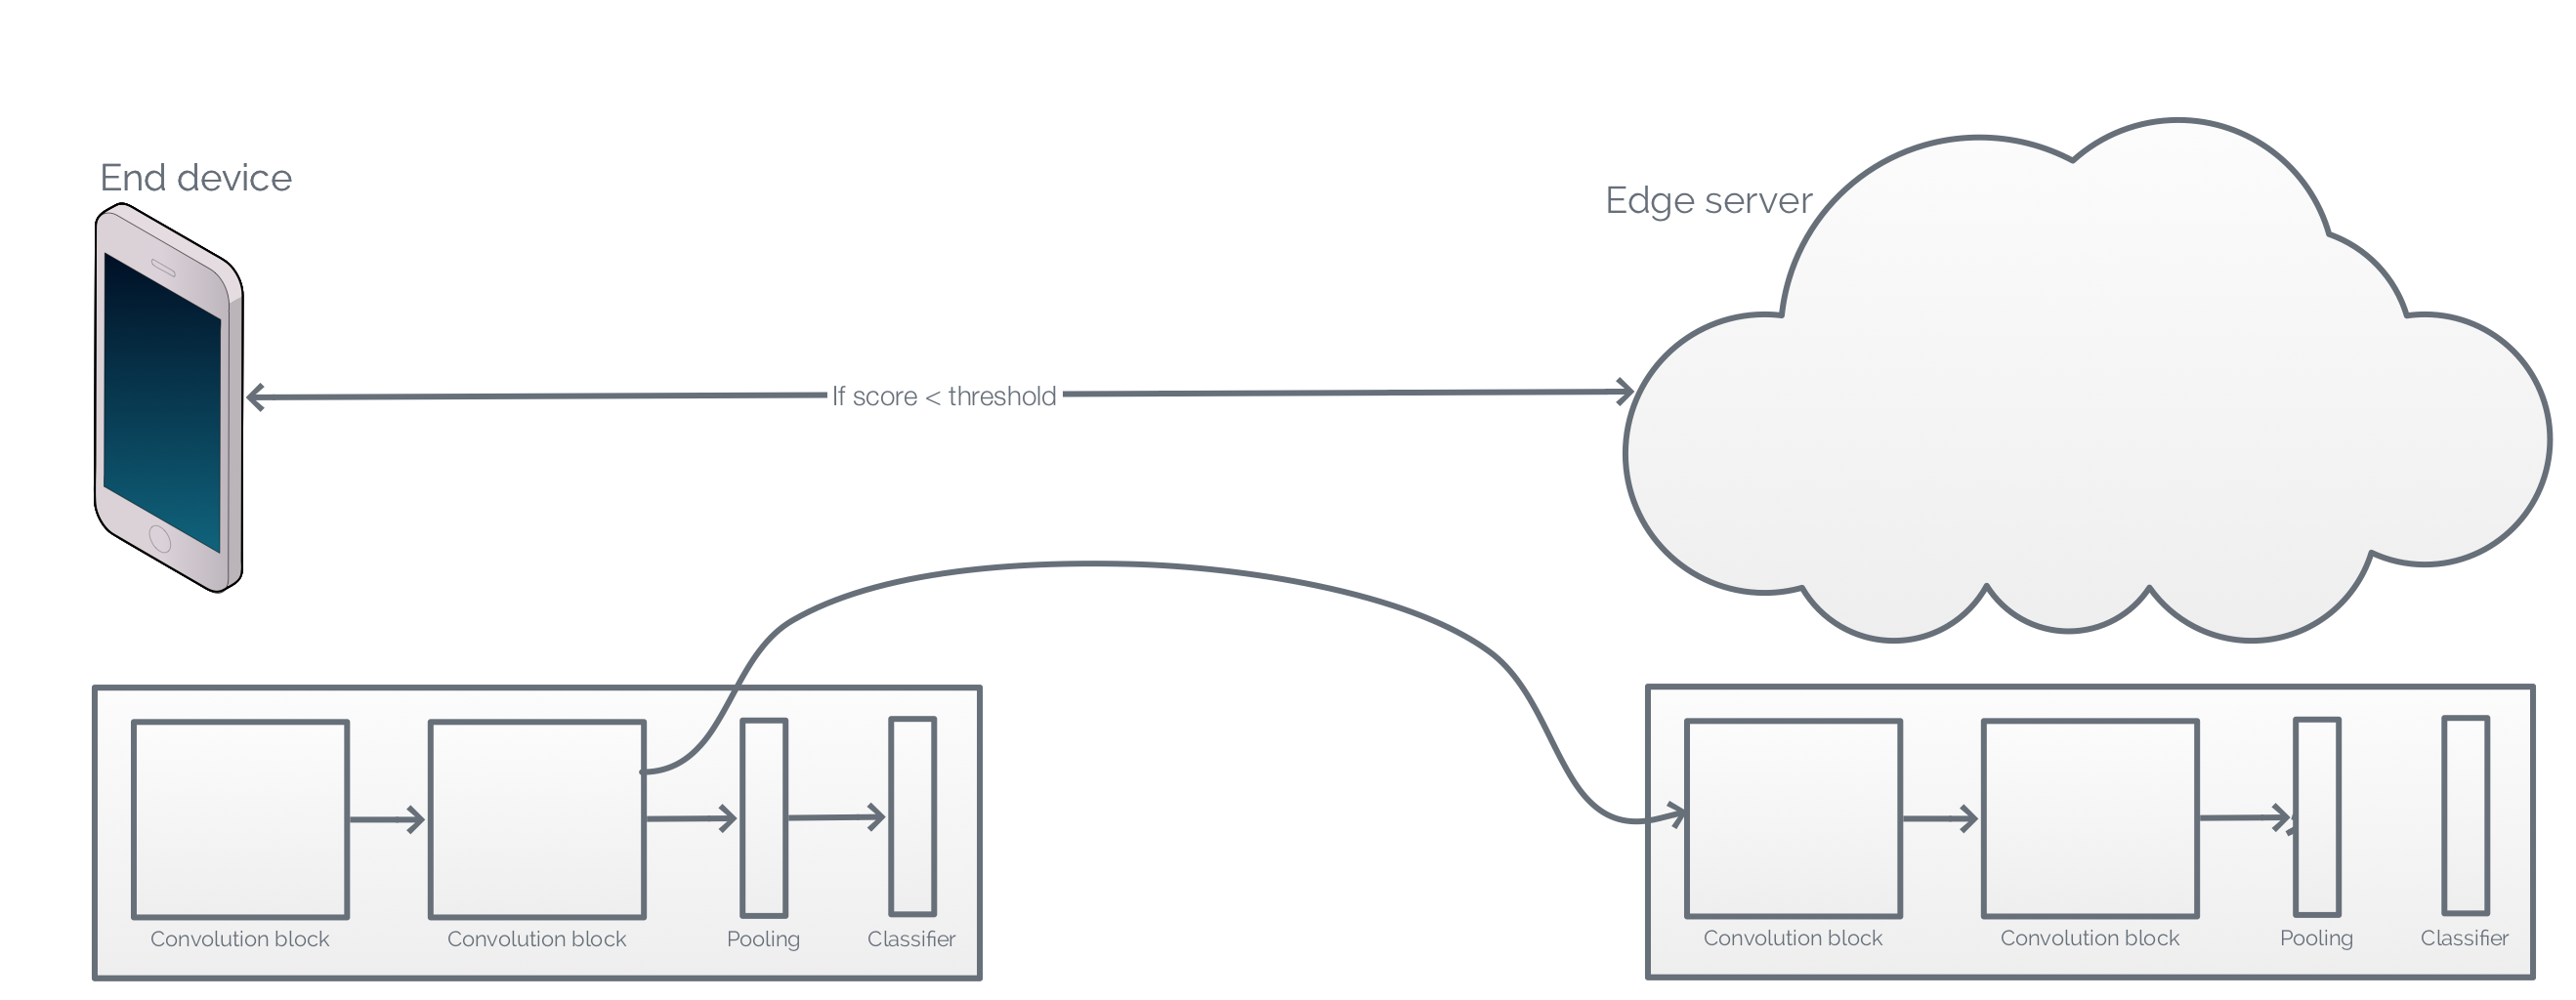 End device
Edge server
If score < threshold
Convolution block
Convolution block
Pooling
Classifier
Convolution block
Convolution block
Pooling
Classifier